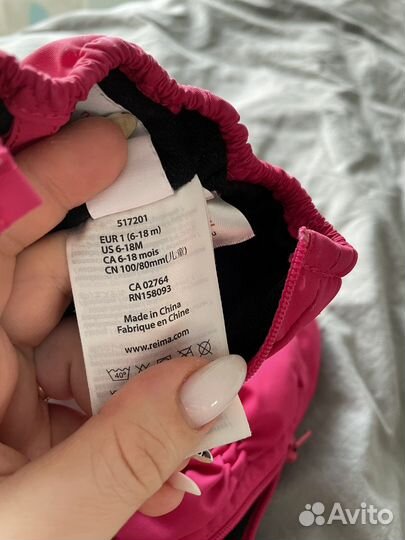 517201
EUR 1 (6-18 m)
US 6-18M
CA 6-18 mois
CN 100/80mm(儿童)
CA 02764
RN158093
Made in China
Fabriqué en Chine
www.reima.com
40°
Avito